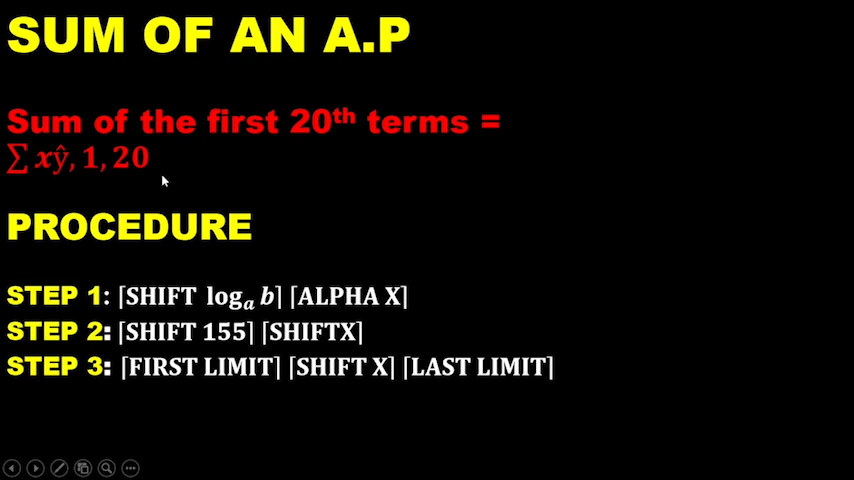 SUM OF AN A.P
Sum of the first 20th terms =
∑ xŷ, 1, 20
PROCEDURE
STEP 1: ⌈SHIFT logₐ b⌉ ⌈ALPHA X⌉
STEP 2: ⌈SHIFT 155⌉ ⌈SHIFTX⌉
STEP 3: ⌈FIRST LIMIT⌉ ⌈SHIFT X⌉ ⌈LAST LIMIT⌉